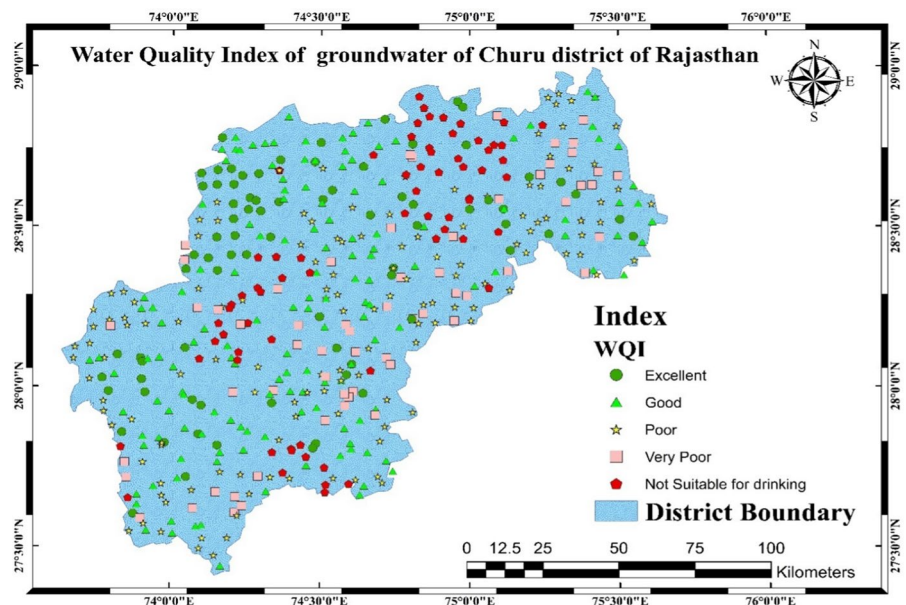 74°0'0"E 74°30'0"E 75°0'0"E 75°30'0"E 76°0'0"E
Water Quality Index of groundwater of Churu district of Rajasthan
N
W E
S
29°0'0"N 29°0'0"N
28°30'0"N 28°30'0"N
28°0'0"N 28°0'0"N
27°30'0"N 27°30'0"N
Index
WQI
Excellent
Good
Poor
Very Poor
Not Suitable for drinking
District Boundary
0 12.5 25 50 75 100
Kilometers
74°0'0"E 74°30'0"E 75°0'0"E 75°30'0"E 76°0'0"E